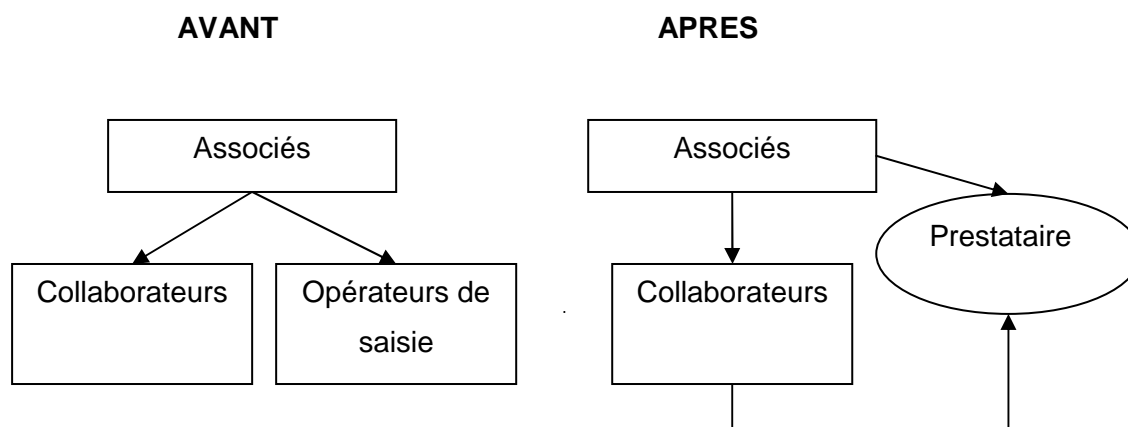 AVANT
APRES
Associés
Collaborateurs
Opérateurs de
saisie
Associés
Prestataire
Collaborateurs